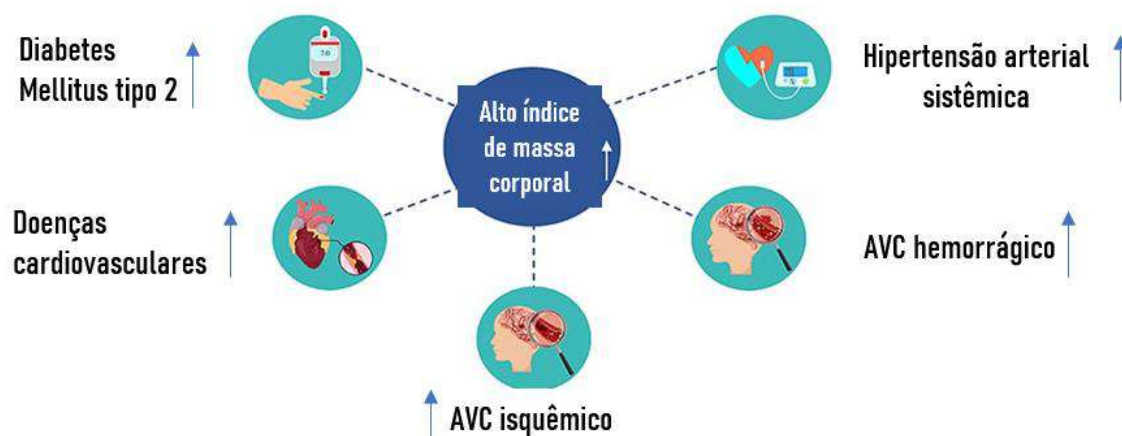 Diabetes
Mellitus tipo 2
Hipertensão arterial
sistêmica
Alto índice
de massa
corporal
Doenças
cardiovasculares
AVC hemorrágico
AVC isquêmico